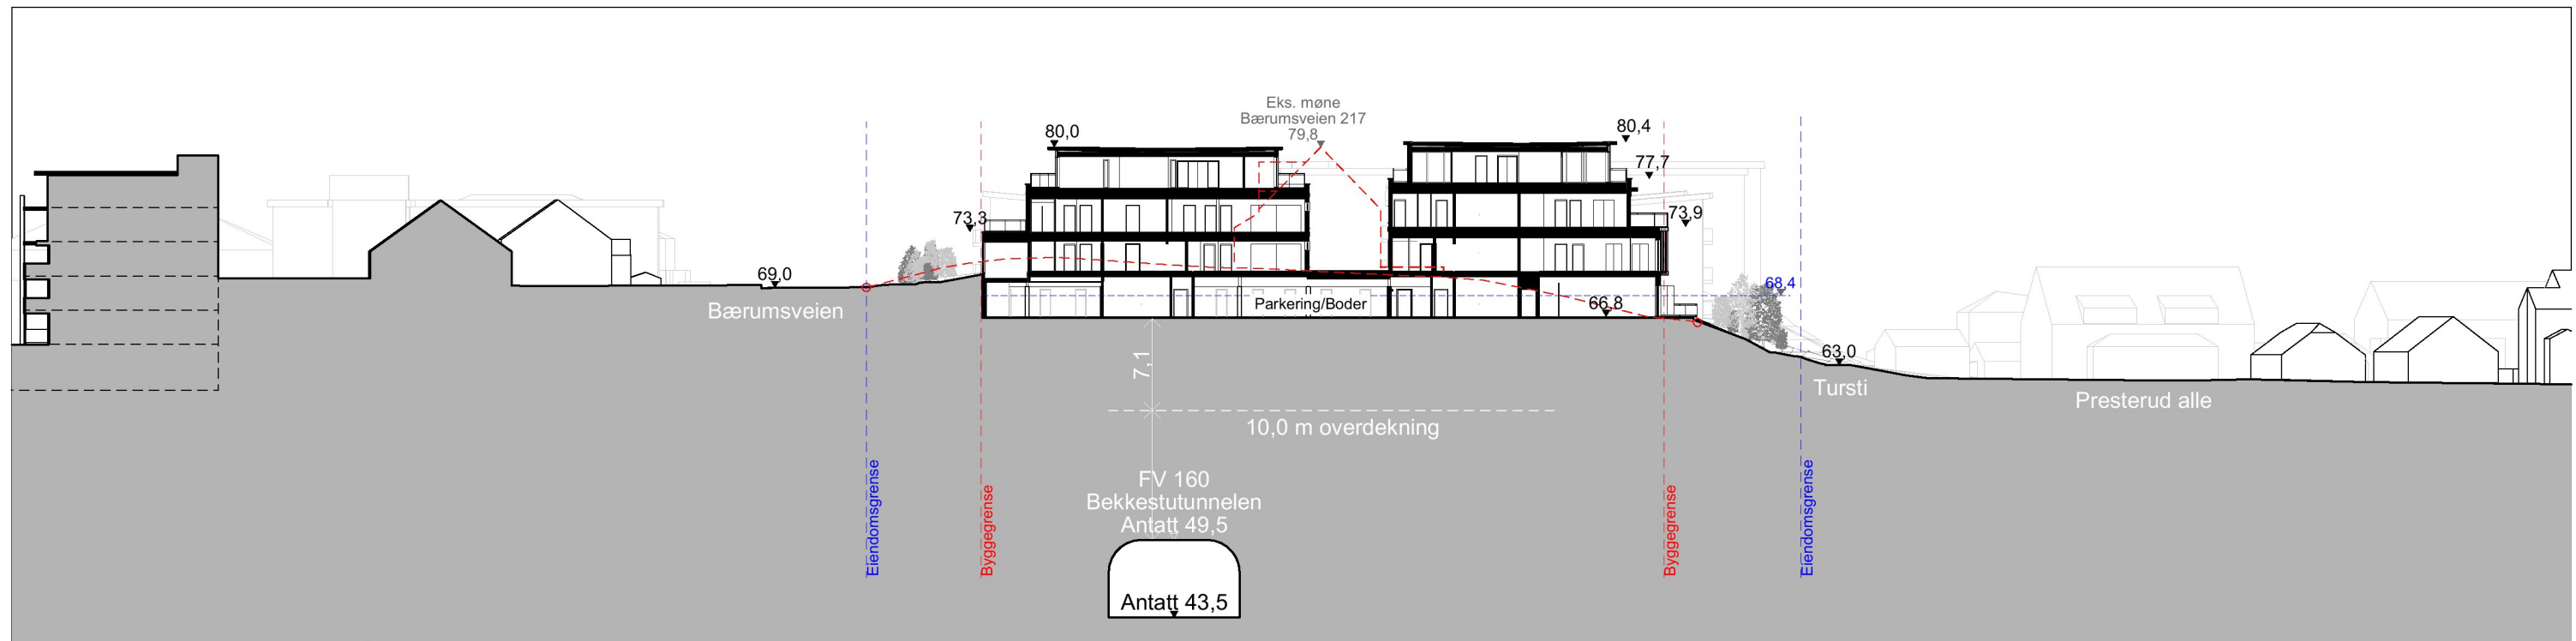 Eks. møne
Bærumsveien 217
79,8
80,0
80,4
77,7
73,3
73,9
69,0
68,4
Bærumsveien
Parkering/Boder
66,8
63,0
7,1
Tursti
Presterud alle
10,0 m overdekning
FV 160
Bekkestutunnelen
Antatt 49,5
Antatt 43,5
Eiendomsgrense
Byggegrense
Byggegrense
Eiendomsgrense